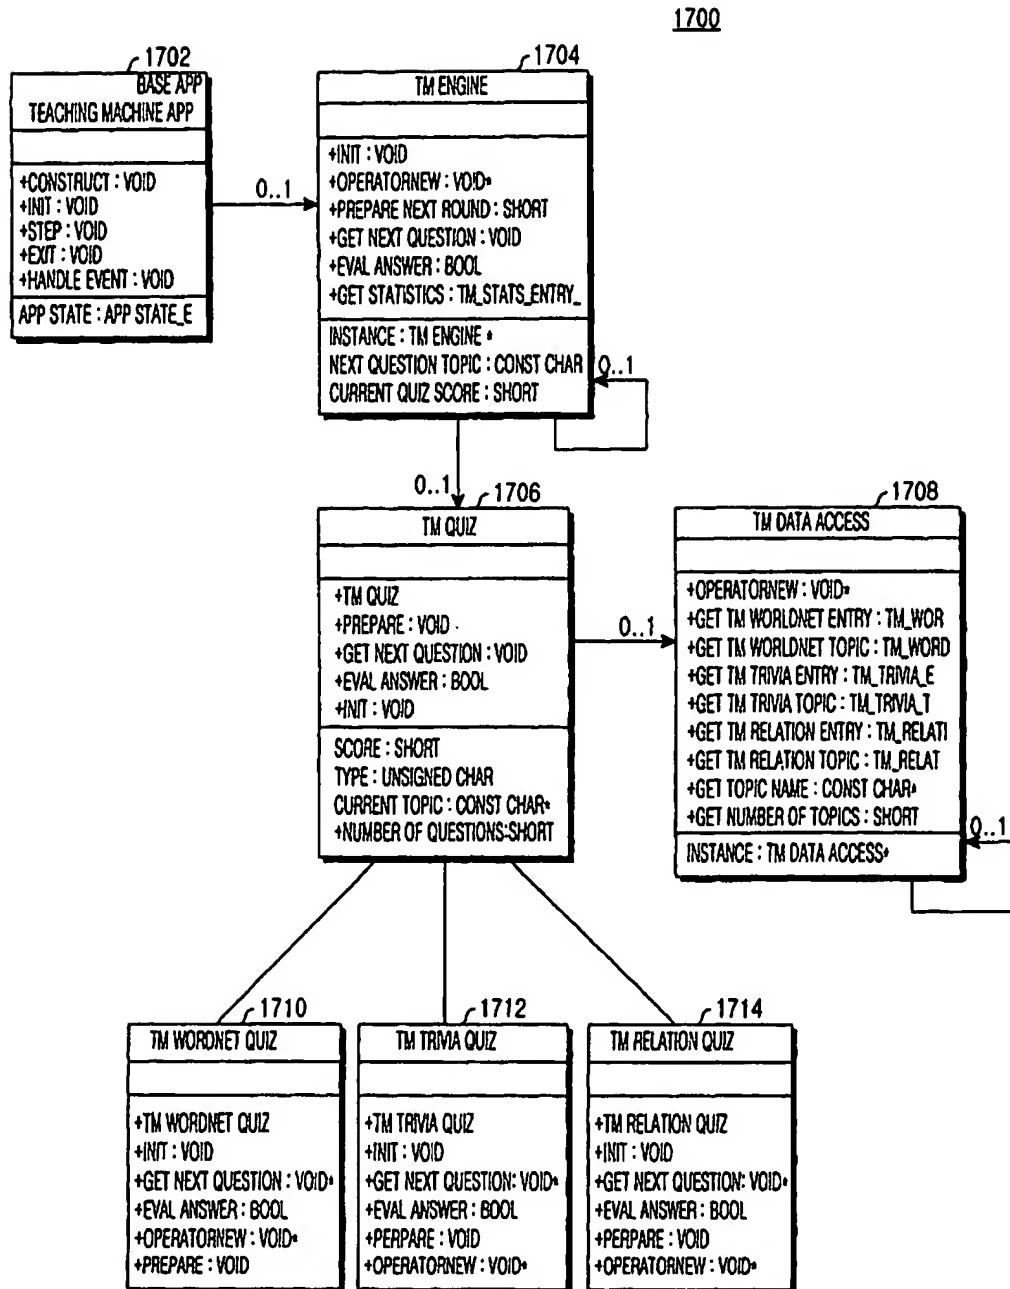 1700
1702
BASE APP
TEACHING MACHINE APP
+CONSTRUCT : VOID
+INIT : VOID
+STEP : VOID
+EXIT : VOID
+HANDLE EVENT : VOID
APP STATE : APP STATE_E
0..1
1704
TM ENGINE
+INIT : VOID
+OPERATORNEW : VOID*
+PREPARE NEXT ROUND : SHORT
+GET NEXT QUESTION : VOID
+EVAL ANSWER : BOOL
+GET STATISTICS : TM_STATS_ENTRY_
INSTANCE : TM ENGINE *
NEXT QUESTION TOPIC : CONST CHAR
CURRENT QUIZ SCORE : SHORT
0..1
0..1
1706
TM QUIZ
+TM QUIZ
+PREPARE : VOID
+GET NEXT QUESTION : VOID
+EVAL ANSWER : BOOL
+INIT : VOID
SCORE : SHORT
TYPE : UNSIGNED CHAR
CURRENT TOPIC : CONST CHAR*
+NUMBER OF QUESTIONS:SHORT
0..1
1708
TM DATA ACCESS
+OPERATORNEW : VOID*
+GET TM WORLDNET ENTRY : TM_WOR
+GET TM WORLDNET TOPIC : TM_WORD
+GET TM TRIVIA ENTRY : TM_TRIVIA_E
+GET TM TRIVIA TOPIC : TM_TRIVIA_T
+GET TM RELATION ENTRY : TM_RELATI
+GET TM RELATION TOPIC : TM_RELAT
+GET TOPIC NAME : CONST CHAR*
+GET NUMBER OF TOPICS : SHORT
INSTANCE : TM DATA ACCESS*
0..1
1710
TM WORDNET QUIZ
+TM WORDNET QUIZ
+INIT : VOID
+GET NEXT QUESTION : VOID*
+EVAL ANSWER : BOOL
+OPERATORNEW : VOID*
+PREPARE : VOID
1712
TM TRIVIA QUIZ
+TM TRIVIA QUIZ
+INIT : VOID
+GET NEXT QUESTION: VOID*
+EVAL ANSWER : BOOL
+PERPARE : VOID
+OPERATORNEW : VOID*
1714
TM RELATION QUIZ
+TM RELATION QUIZ
+INIT : VOID
+GET NEXT QUESTION: VOID*
+EVAL ANSWER : BOOL
+PERPARE : VOID
+OPERATORNEW : VOID*